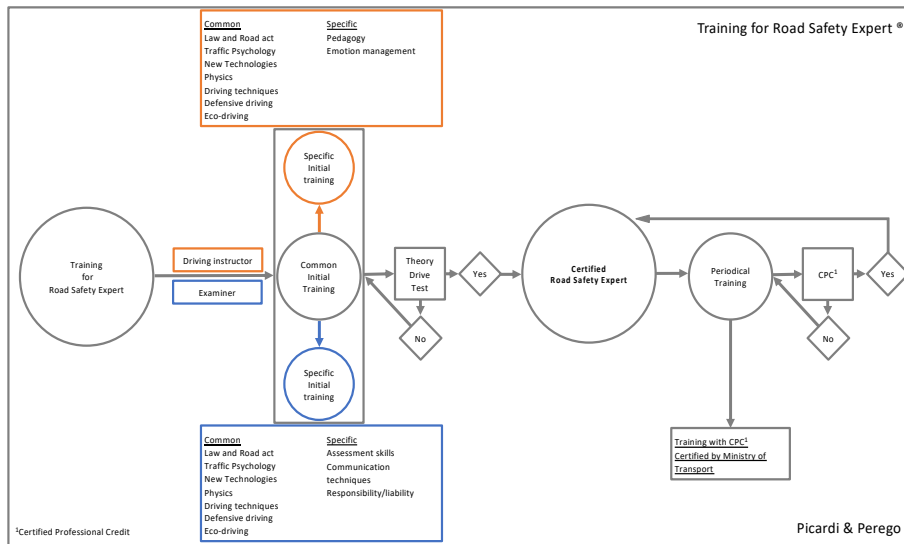 Training for Road Safety Expert ®
Common
Law and Road act
Traffic Psychology
New Technologies
Physics
Driving techniques
Defensive driving
Eco-driving
Specific
Pedagogy
Emotion management
Specific
Initial
training
Training
for
Road Safety Expert
Driving instructor
Examiner
Common
Initial
Training
Theory
Drive
Test
Yes
No
Certified
Road Safety Expert
Periodical
Training
CPC¹
Yes
No
Specific
Initial
training
Training with CPC¹
Certified by Ministry of
Transport
Common
Law and Road act
Traffic Psychology
New Technologies
Physics
Driving techniques
Defensive driving
Eco-driving
Specific
Assessment skills
Communication
techniques
Responsibility/liability
¹Certified Professional Credit
Picardi & Perego